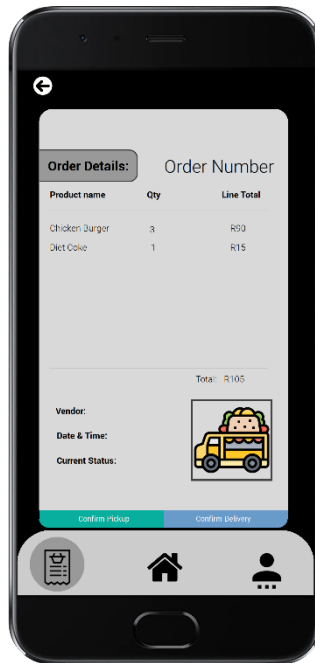 Order Details: Order Number
Product name Qty Line Total
Chicken Burger 3 R90
Diet Coke 1 R15
Total: R105
Vendor:
Date & Time:
Current Status:
Confirm Pickup Confirm Delivery